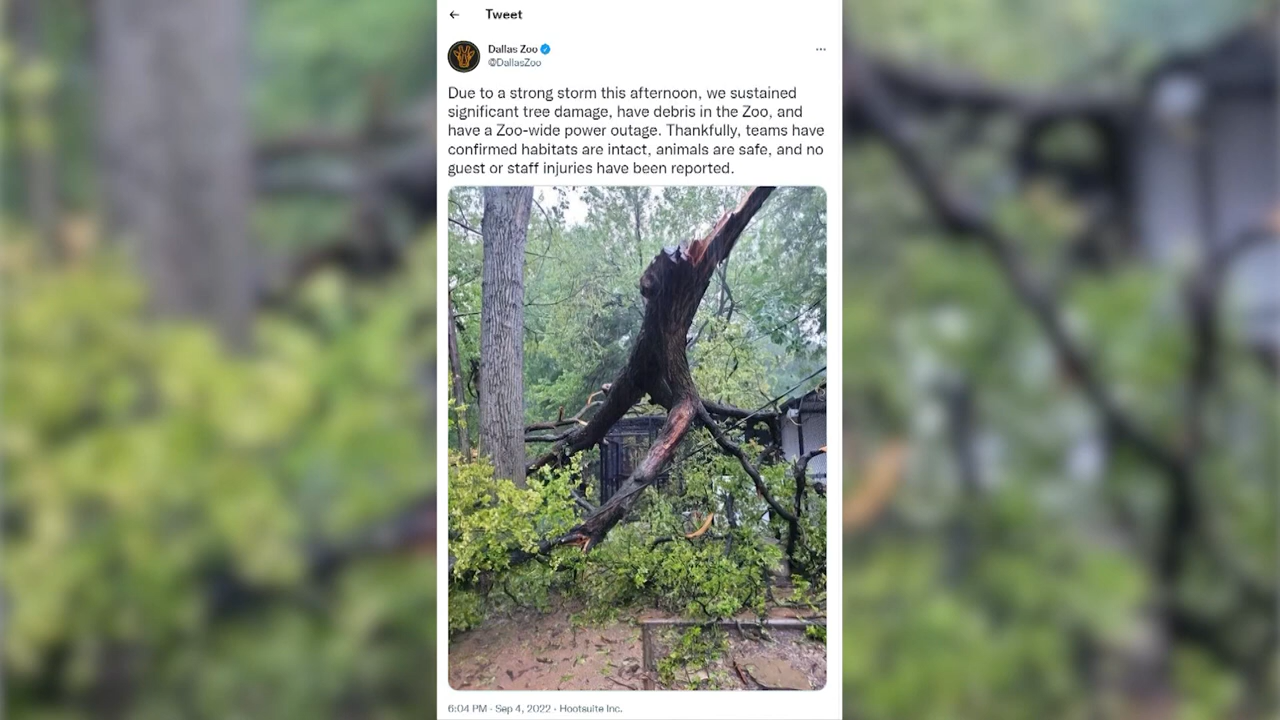 Tweet
Dallas Zoo
@DallasZoo
Due to a strong storm this afternoon, we sustained
significant tree damage, have debris in the Zoo, and
have a Zoo-wide power outage. Thankfully, teams have
confirmed habitats are intact, animals are safe, and no
guest or staff injuries have been reported.
6:04 PM · Sep 4, 2022 · Hootsuite Inc.